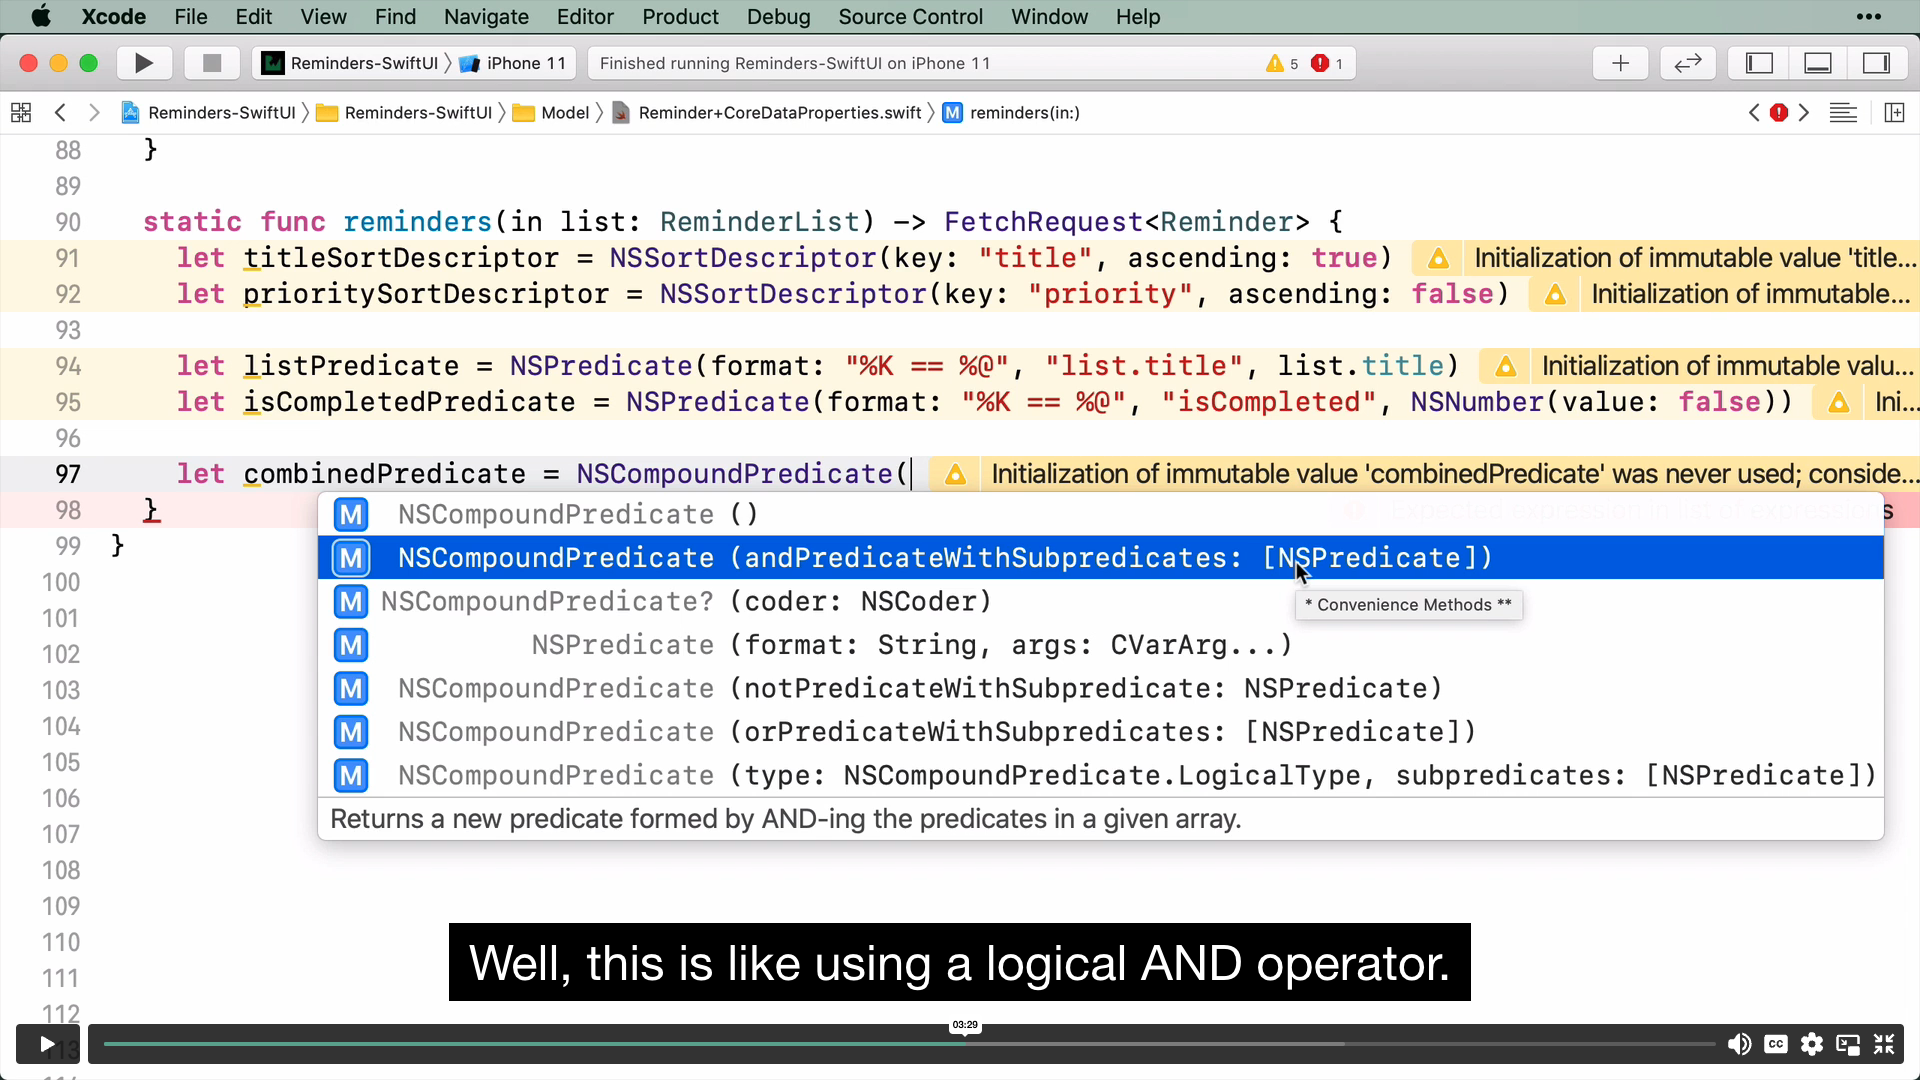 Xcode File Edit View Find Navigate Editor Product Debug Source Control Window Help
Reminders-SwiftUI iPhone 11 Finished running Reminders-SwiftUI on iPhone 11 5 1
Reminders-SwiftUI Reminders-SwiftUI Model Reminder+CoreDataProperties.swift M reminders(in:)
88 }
89
90 static func reminders(in list: ReminderList) -> FetchRequest<Reminder> {
91 let titleSortDescriptor = NSSortDescriptor(key: "title", ascending: true) Initialization of immutable value 'title...
92 let prioritySortDescriptor = NSSortDescriptor(key: "priority", ascending: false) Initialization of immutable...
93
94 let listPredicate = NSPredicate(format: "%K == %@", "list.title", list.title) Initialization of immutable valu...
95 let isCompletedPredicate = NSPredicate(format: "%K == %@", "isCompleted", NSNumber(value: false)) Ini...
96
97 let combinedPredicate = NSCompoundPredicate( Initialization of immutable value 'combinedPredicate' was never used; conside...
98 }
M NSCompoundPredicate ()
99 }
M NSCompoundPredicate (andPredicateWithSubpredicates: [NSPredicate])
100
M NSCompoundPredicate? (coder: NSCoder)
* Convenience Methods **
101
M NSPredicate (format: String, args: CVarArg...)
102
103
M NSCompoundPredicate (notPredicateWithSubpredicate: NSPredicate)
104
M NSCompoundPredicate (orPredicateWithSubpredicates: [NSPredicate])
105
M NSCompoundPredicate (type: NSCompoundPredicate.LogicalType, subpredicates: [NSPredicate])
106
107
Returns a new predicate formed by AND-ing the predicates in a given array.
108
109
110
111
Well, this is like using a logical AND operator.
112
03:29
113
CC